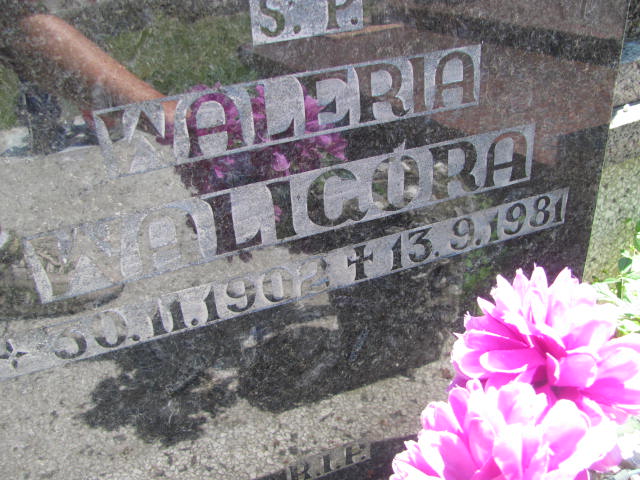 S. P.
WALERIA
WALIGÓRA
* 30.11.1902 ✝ 13.9.1981
R.I.P.